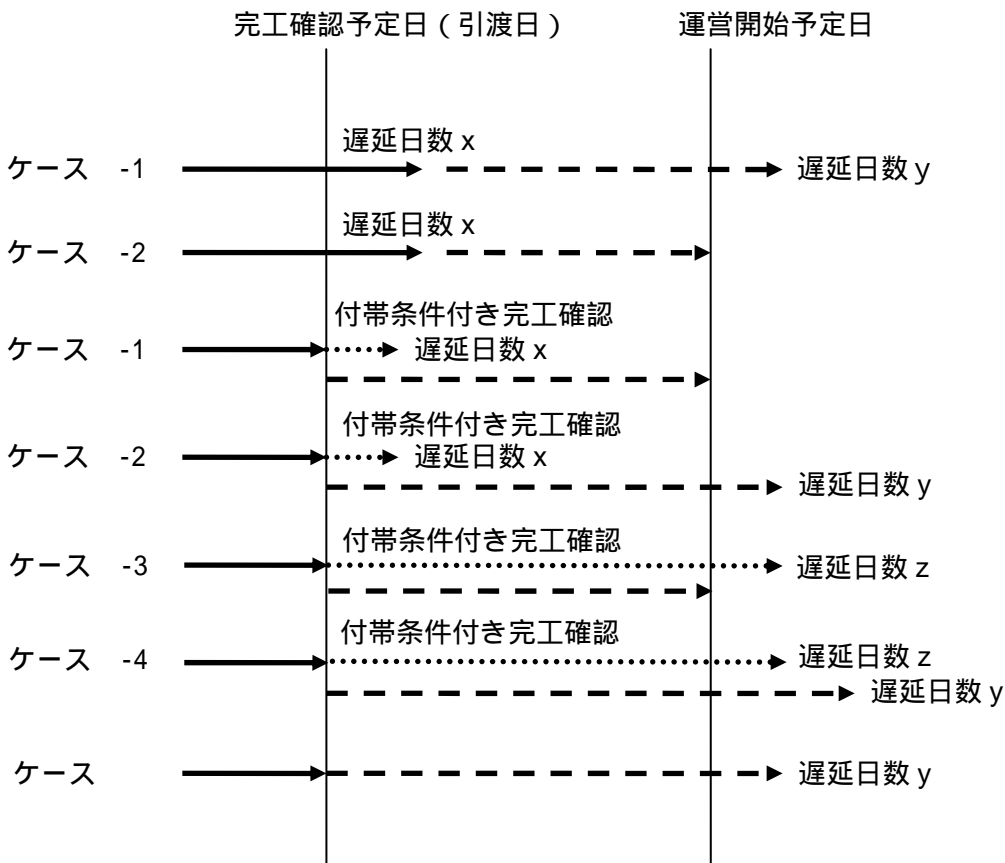 完工確認予定日（引渡日） 運営開始予定日
遅延日数 x
ケース -1 遅延日数 y
遅延日数 x
ケース -2
付帯条件付き完工確認
ケース -1 遅延日数 x
付帯条件付き完工確認
ケース -2 遅延日数 x
遅延日数 y
付帯条件付き完工確認
ケース -3 遅延日数 z
付帯条件付き完工確認
ケース -4 遅延日数 z
遅延日数 y
ケース 遅延日数 y